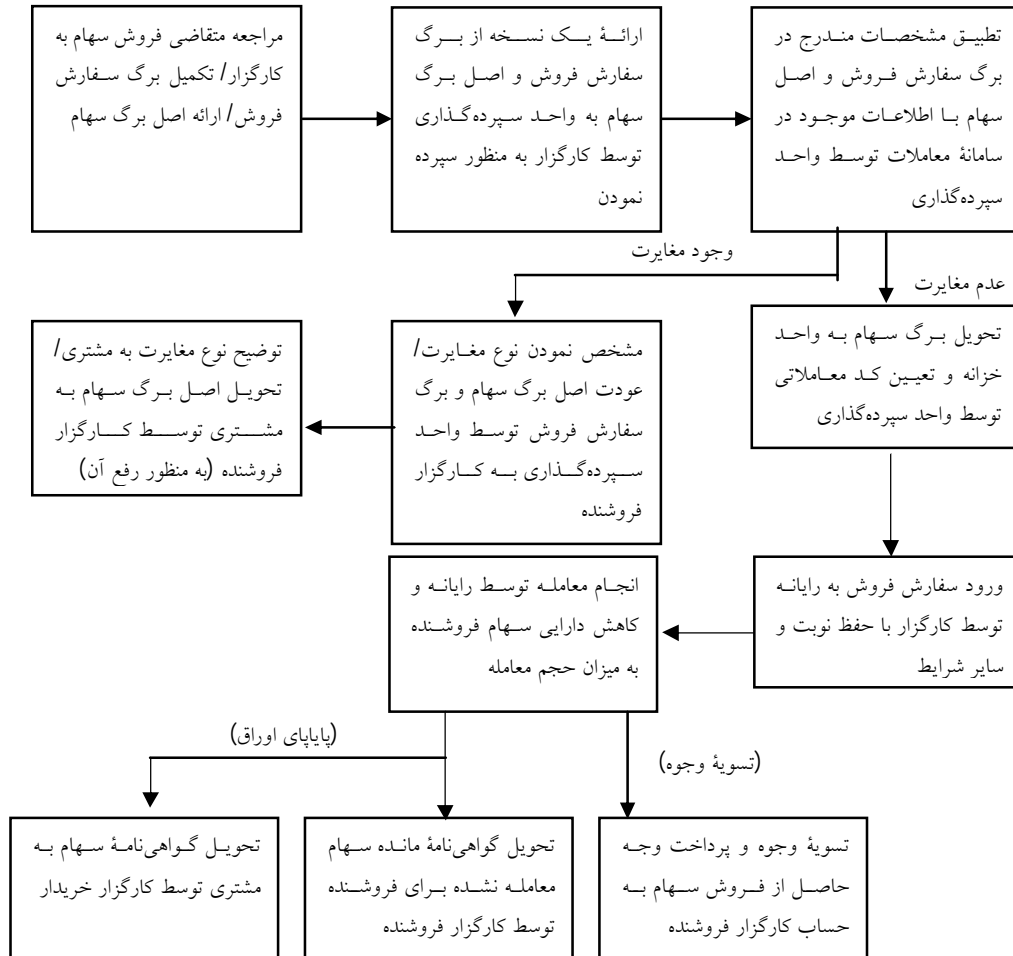 مراجعه متقاضی فروش سهام به
کارگزار/ تکمیل برگ سفارش
فروش/ ارائه اصل برگ سهام
ارائۀ یک نسخه از برگ
سفارش فروش و اصل برگ
سهام به واحد سپرده‌گذاری
توسط کارگزار به منظور سپرده
نمودن
تطبیق مشخصات مندرج در
برگ سفارش فروش و اصل
سهام با اطلاعات موجود در
سامانۀ معاملات توسط واحد
سپرده‌گذاری
وجود مغایرت
عدم مغایرت
توضیح نوع مغایرت به مشتری/
تحویل اصل برگ سهام به
مشتری توسط کارگزار
فروشنده (به منظور رفع آن)
مشخص نمودن نوع مغایرت/
عودت اصل برگ سهام و برگ
سفارش فروش توسط واحد
سپرده‌گذاری به کارگزار
فروشنده
تحویل برگ سهام به واحد
خزانه و تعیین کد معاملاتی
توسط واحد سپرده‌گذاری
ورود سفارش فروش به رایانه
توسط کارگزار با حفظ نوبت و
سایر شرایط
انجام معامله توسط رایانه و
کاهش دارایی سهام فروشنده
به میزان حجم معامله
(پایاپای اوراق)
(تسویۀ وجوه)
تحویل گواهی‌نامۀ سهام به
مشتری توسط کارگزار خریدار
تحویل گواهی‌نامۀ مانده سهام
معامله نشده برای فروشنده
توسط کارگزار فروشنده
تسویۀ وجوه و پرداخت وجه
حاصل از فروش سهام به
حساب کارگزار فروشنده